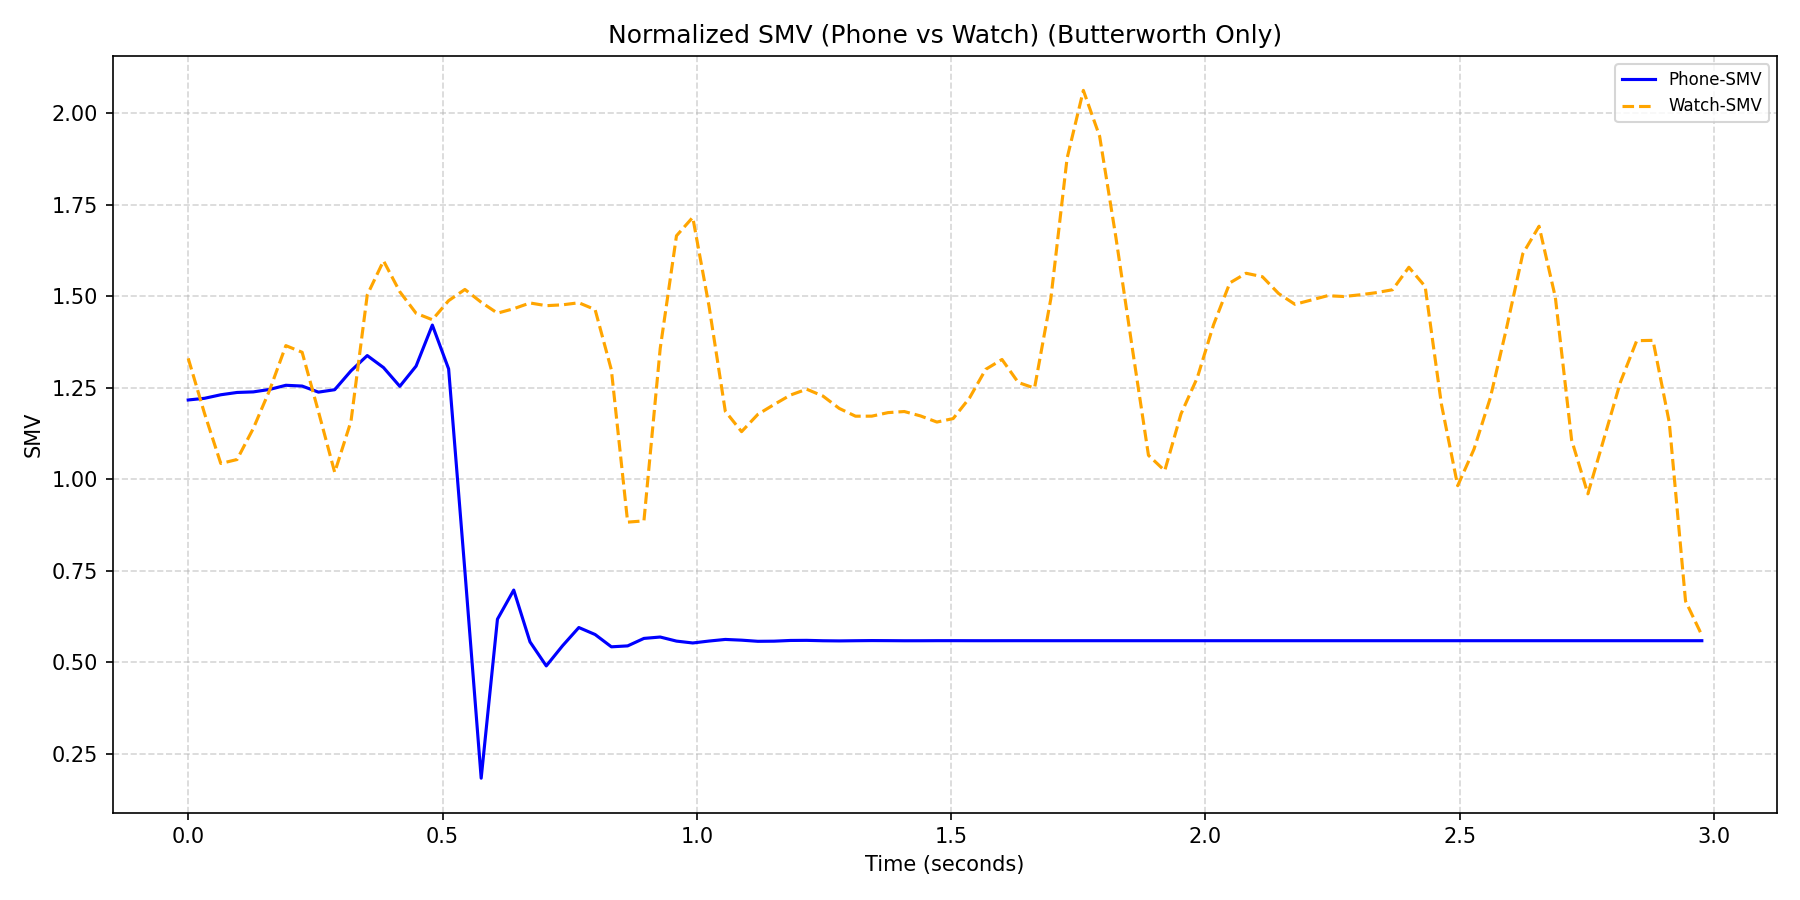 Normalized SMV (Phone vs Watch) (Butterworth Only)
Phone-SMV
Watch-SMV
2.00
1.75
1.50
1.25
1.00
0.75
0.50
0.25
SMV
0.0 0.5 1.0 1.5 2.0 2.5 3.0
Time (seconds)